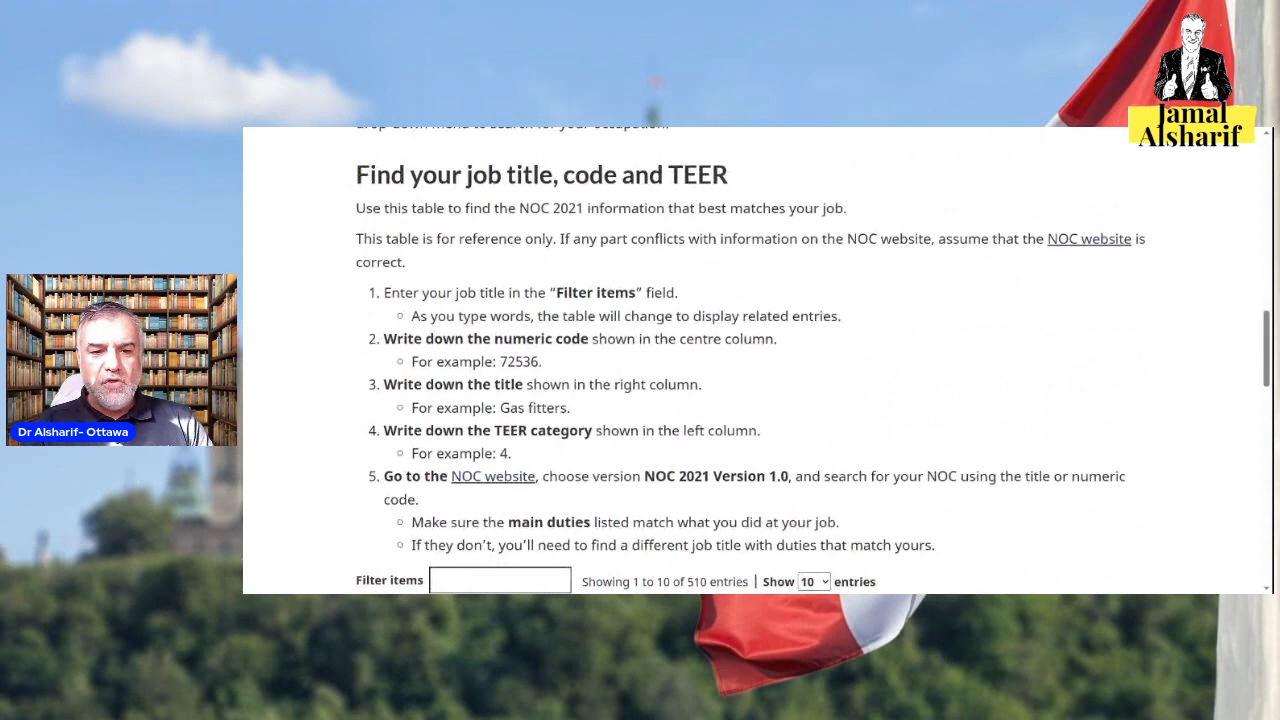 Jamal
Alsharif
drop-down menu to search for your occupation.
Find your job title, code and TEER
Use this table to find the NOC 2021 information that best matches your job.
This table is for reference only. If any part conflicts with information on the NOC website, assume that the NOC website is
correct.
1. Enter your job title in the “Filter items” field.
As you type words, the table will change to display related entries.
2. Write down the numeric code shown in the centre column.
For example: 72536.
3. Write down the title shown in the right column.
For example: Gas fitters.
4. Write down the TEER category shown in the left column.
For example: 4.
5. Go to the NOC website, choose version NOC 2021 Version 1.0, and search for your NOC using the title or numeric
code.
Make sure the main duties listed match what you did at your job.
If they don’t, you’ll need to find a different job title with duties that match yours.
Filter items Showing 1 to 10 of 510 entries | Show 10 entries
Dr Alsharif- Ottawa